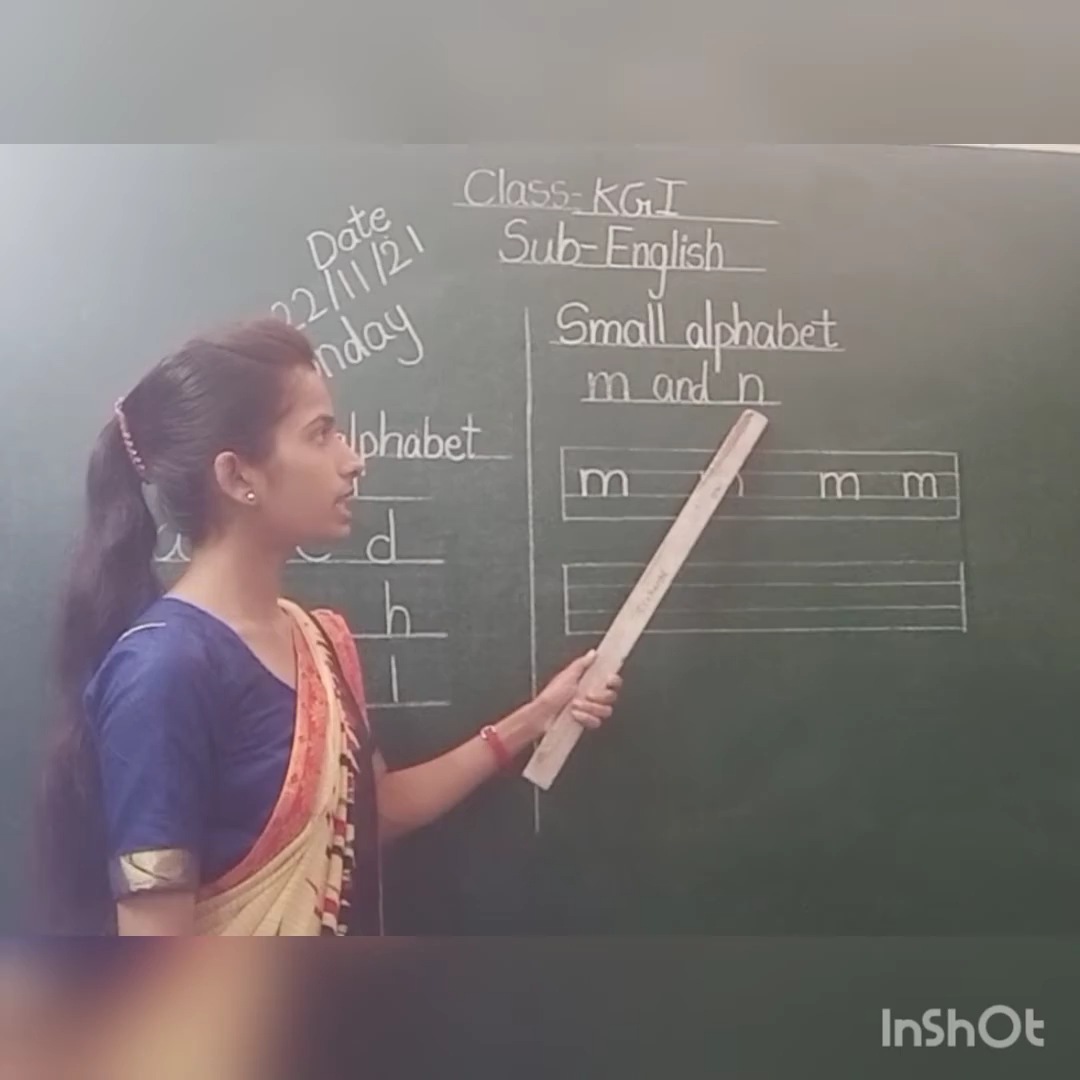 Class-KG I
Sub-English
Date
22/11/21
Small alphabet
m and n
m m m
d
h
l
InShOt